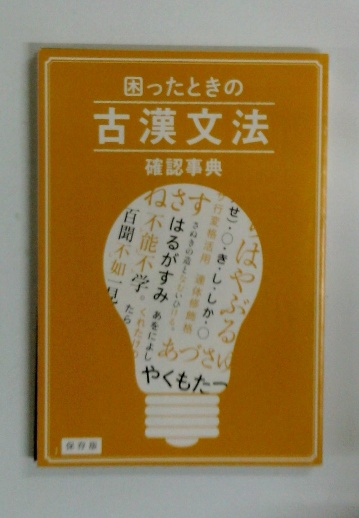 困ったときの
古漢文法
確認事典
せ)・〇・き・し・しか・〇
はやぶる
さす
ね
不能不学。
はるがすみ
百聞不如一見
たら
あをによし
あづさゆ
やくもたつ
保存版